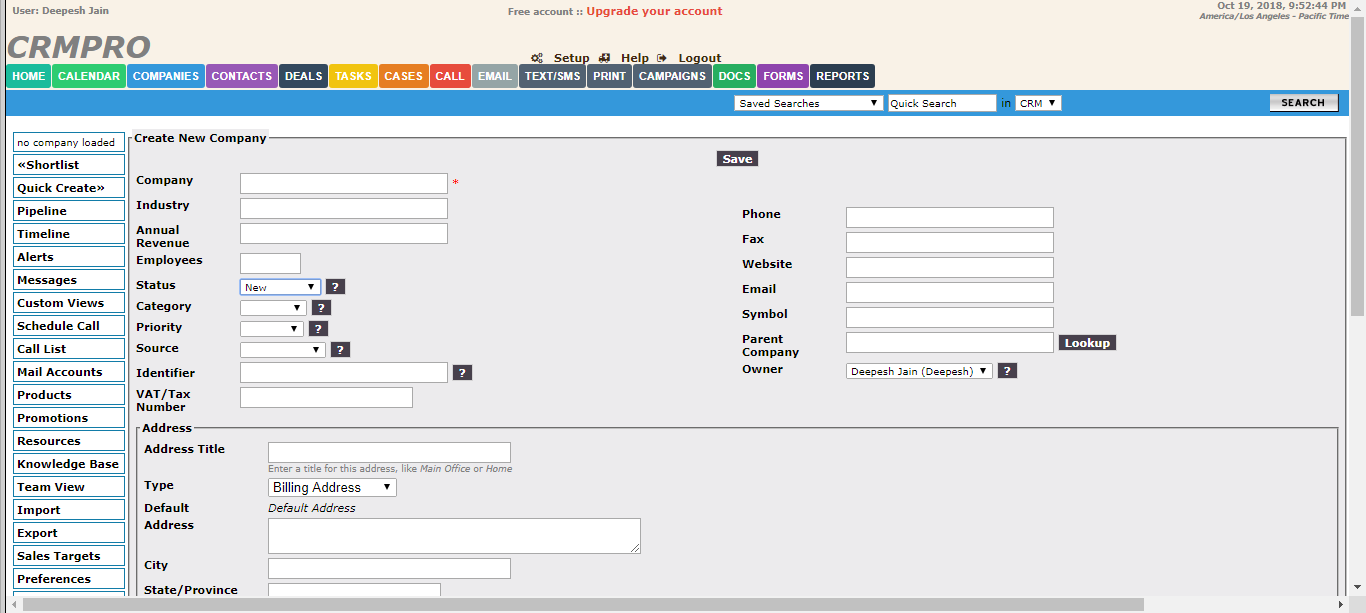 User: Deepesh Jain
Free account :: Upgrade your account
Oct 19, 2018, 9:52:44 PM
America/Los Angeles - Pacific Time
CRMPRO
Setup Help Logout
HOME CALENDAR COMPANIES CONTACTS DEALS TASKS CASES CALL EMAIL TEXT/SMS PRINT CAMPAIGNS DOCS FORMS REPORTS
Saved Searches Quick Search in CRM SEARCH
no company loaded
«Shortlist
Quick Create»
Pipeline
Timeline
Alerts
Messages
Custom Views
Schedule Call
Call List
Mail Accounts
Products
Promotions
Resources
Knowledge Base
Team View
Import
Export
Sales Targets
Preferences
Create New Company
Save
Company *
Industry
Annual
Revenue
Employees
Status New ?
Category ?
Priority ?
Source ?
Identifier ?
VAT/Tax
Number
Phone
Fax
Website
Email
Symbol
Parent
Company Lookup
Owner Deepesh Jain (Deepesh) ?
Address
Address Title
Enter a title for this address, like Main Office or Home
Type Billing Address
Default Default Address
Address
City
State/Province